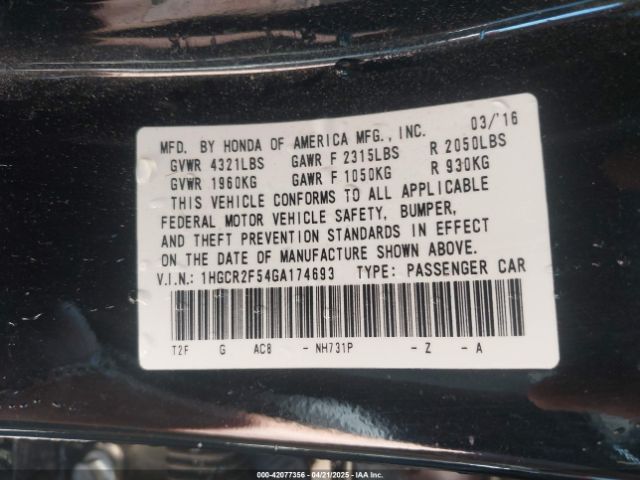 MFD. BY HONDA OF AMERICA MFG., INC. 03/'16
GVWR 4321LBS GAWR F 2315LBS R 2050LBS
GVWR 1960KG GAWR F 1050KG R 930KG
THIS VEHICLE CONFORMS TO ALL APPLICABLE
FEDERAL MOTOR VEHICLE SAFETY, BUMPER,
AND THEFT PREVENTION STANDARDS IN EFFECT
ON THE DATE OF MANUFACTURE SHOWN ABOVE.
V.I.N.: 1HGCR2F54GA174693 TYPE: PASSENGER CAR
T2F G AC8 - NH731P - Z - A
000-42077356 - 04/21/2025 - IAA Inc.